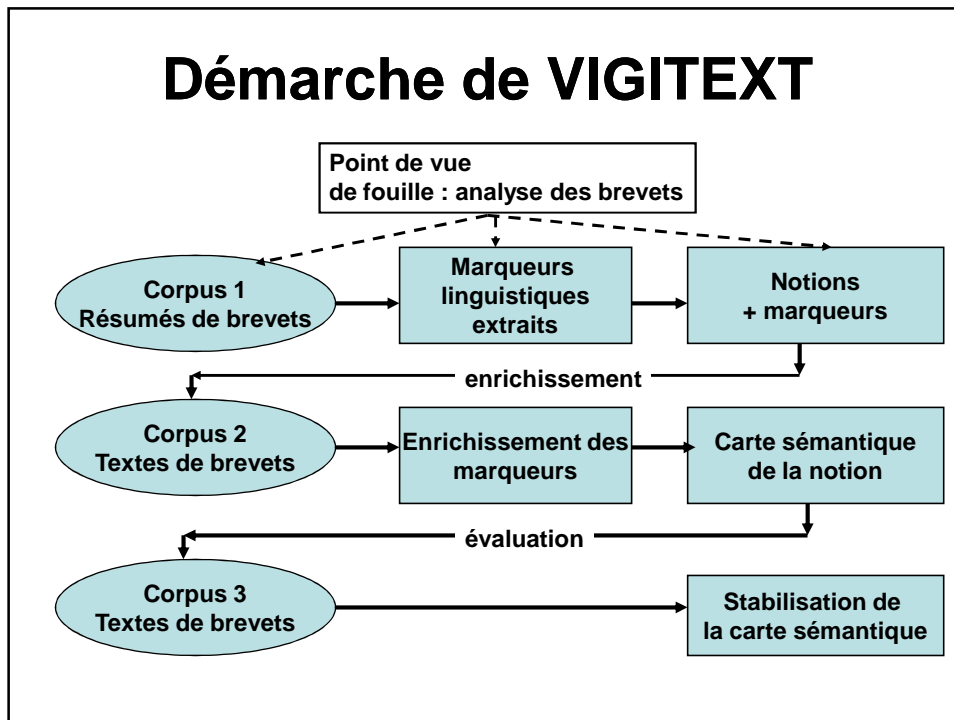 Démarche de VIGITEXT
Point de vue
de fouille : analyse des brevets
Corpus 1
Résumés de brevets
Marqueurs
linguistiques
extraits
Notions
+ marqueurs
enrichissement
Corpus 2
Textes de brevets
Enrichissement des
marqueurs
Carte sémantique
de la notion
évaluation
Corpus 3
Textes de brevets
Stabilisation de
la carte sémantique